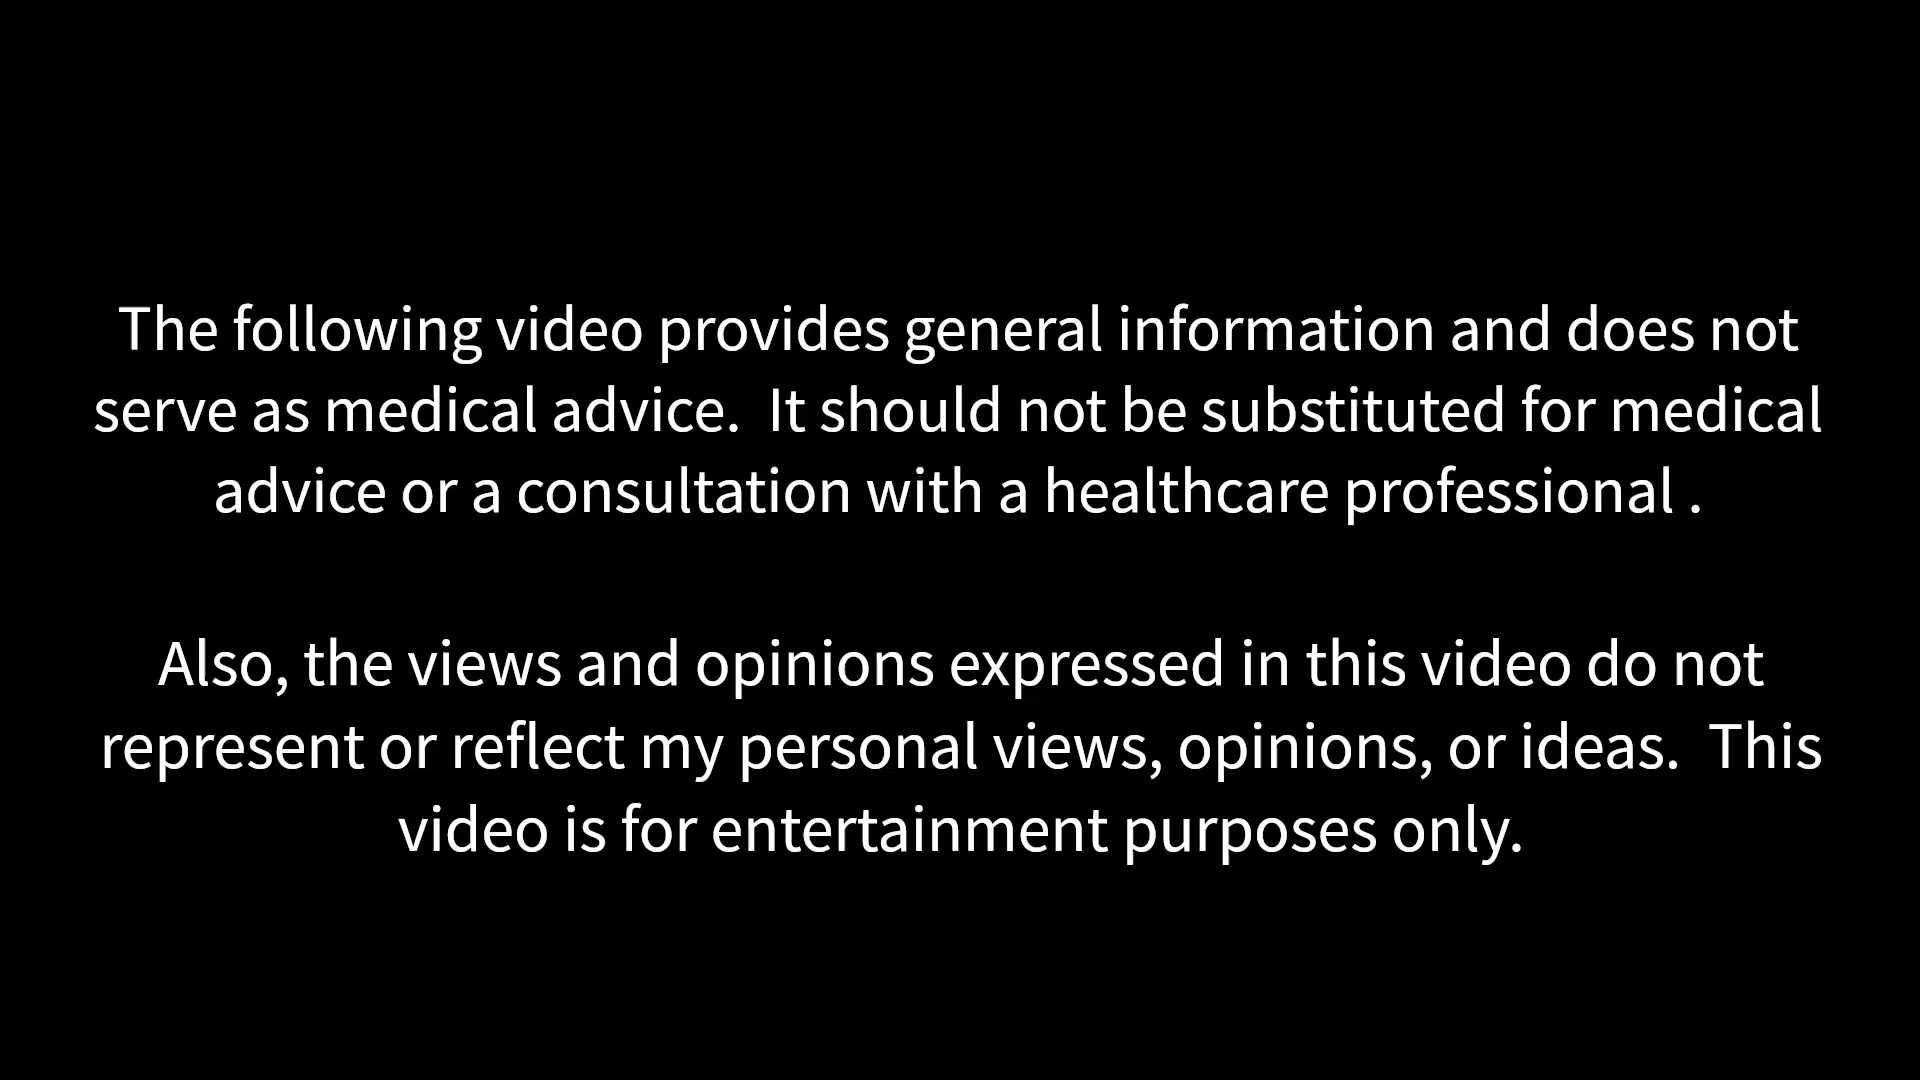 The following video provides general information and does not
serve as medical advice.  It should not be substituted for medical
advice or a consultation with a healthcare professional .
Also, the views and opinions expressed in this video do not
represent or reflect my personal views, opinions, or ideas.  This
video is for entertainment purposes only.